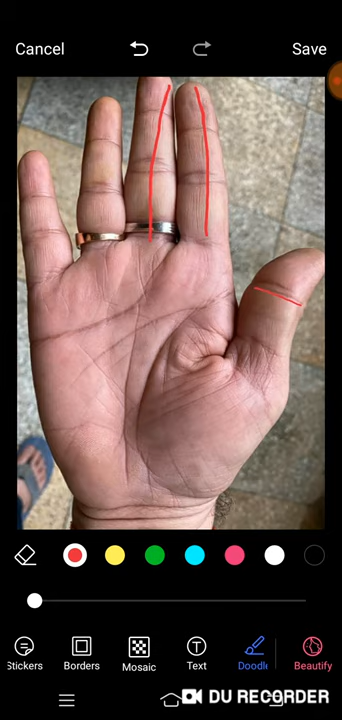 Cancel
Save
Stickers
Borders
Mosaic
Text
Doodle
Beautify
DU RECORDER